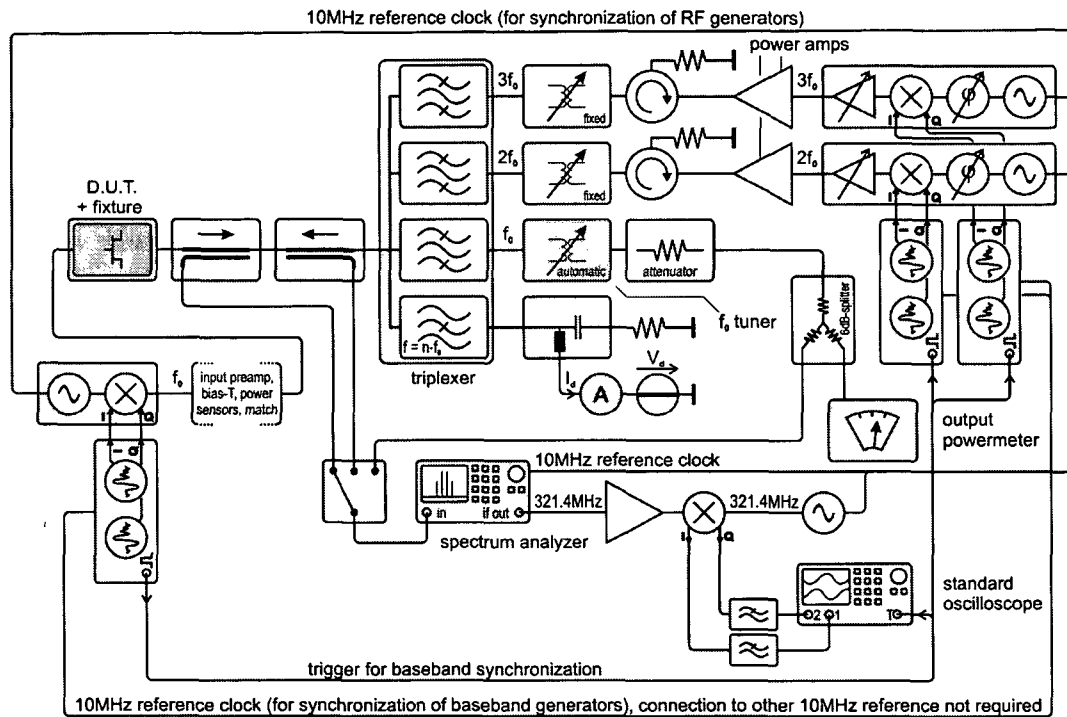 10MHz reference clock (for synchronization of RF generators)
power amps
3f₀
fixed
3f₀
I
Q
φ
2f₀
fixed
2f₀
I
Q
φ
D.U.T.
+ fixture
f₀
automatic
attenuator
f₀ tuner
6dB-splitter
I
Q
I
Q
f = n·f₀
triplexer
V_d
I_d
A
f₀
input preamp,
bias-T, power
sensors, match
I
Q
I
Q
output
powermeter
10MHz reference clock
321.4MHz
321.4MHz
in
if out
spectrum analyzer
I
Q
standard
oscilloscope
2
1
T
trigger for baseband synchronization
10MHz reference clock (for synchronization of baseband generators), connection to other 10MHz reference not required